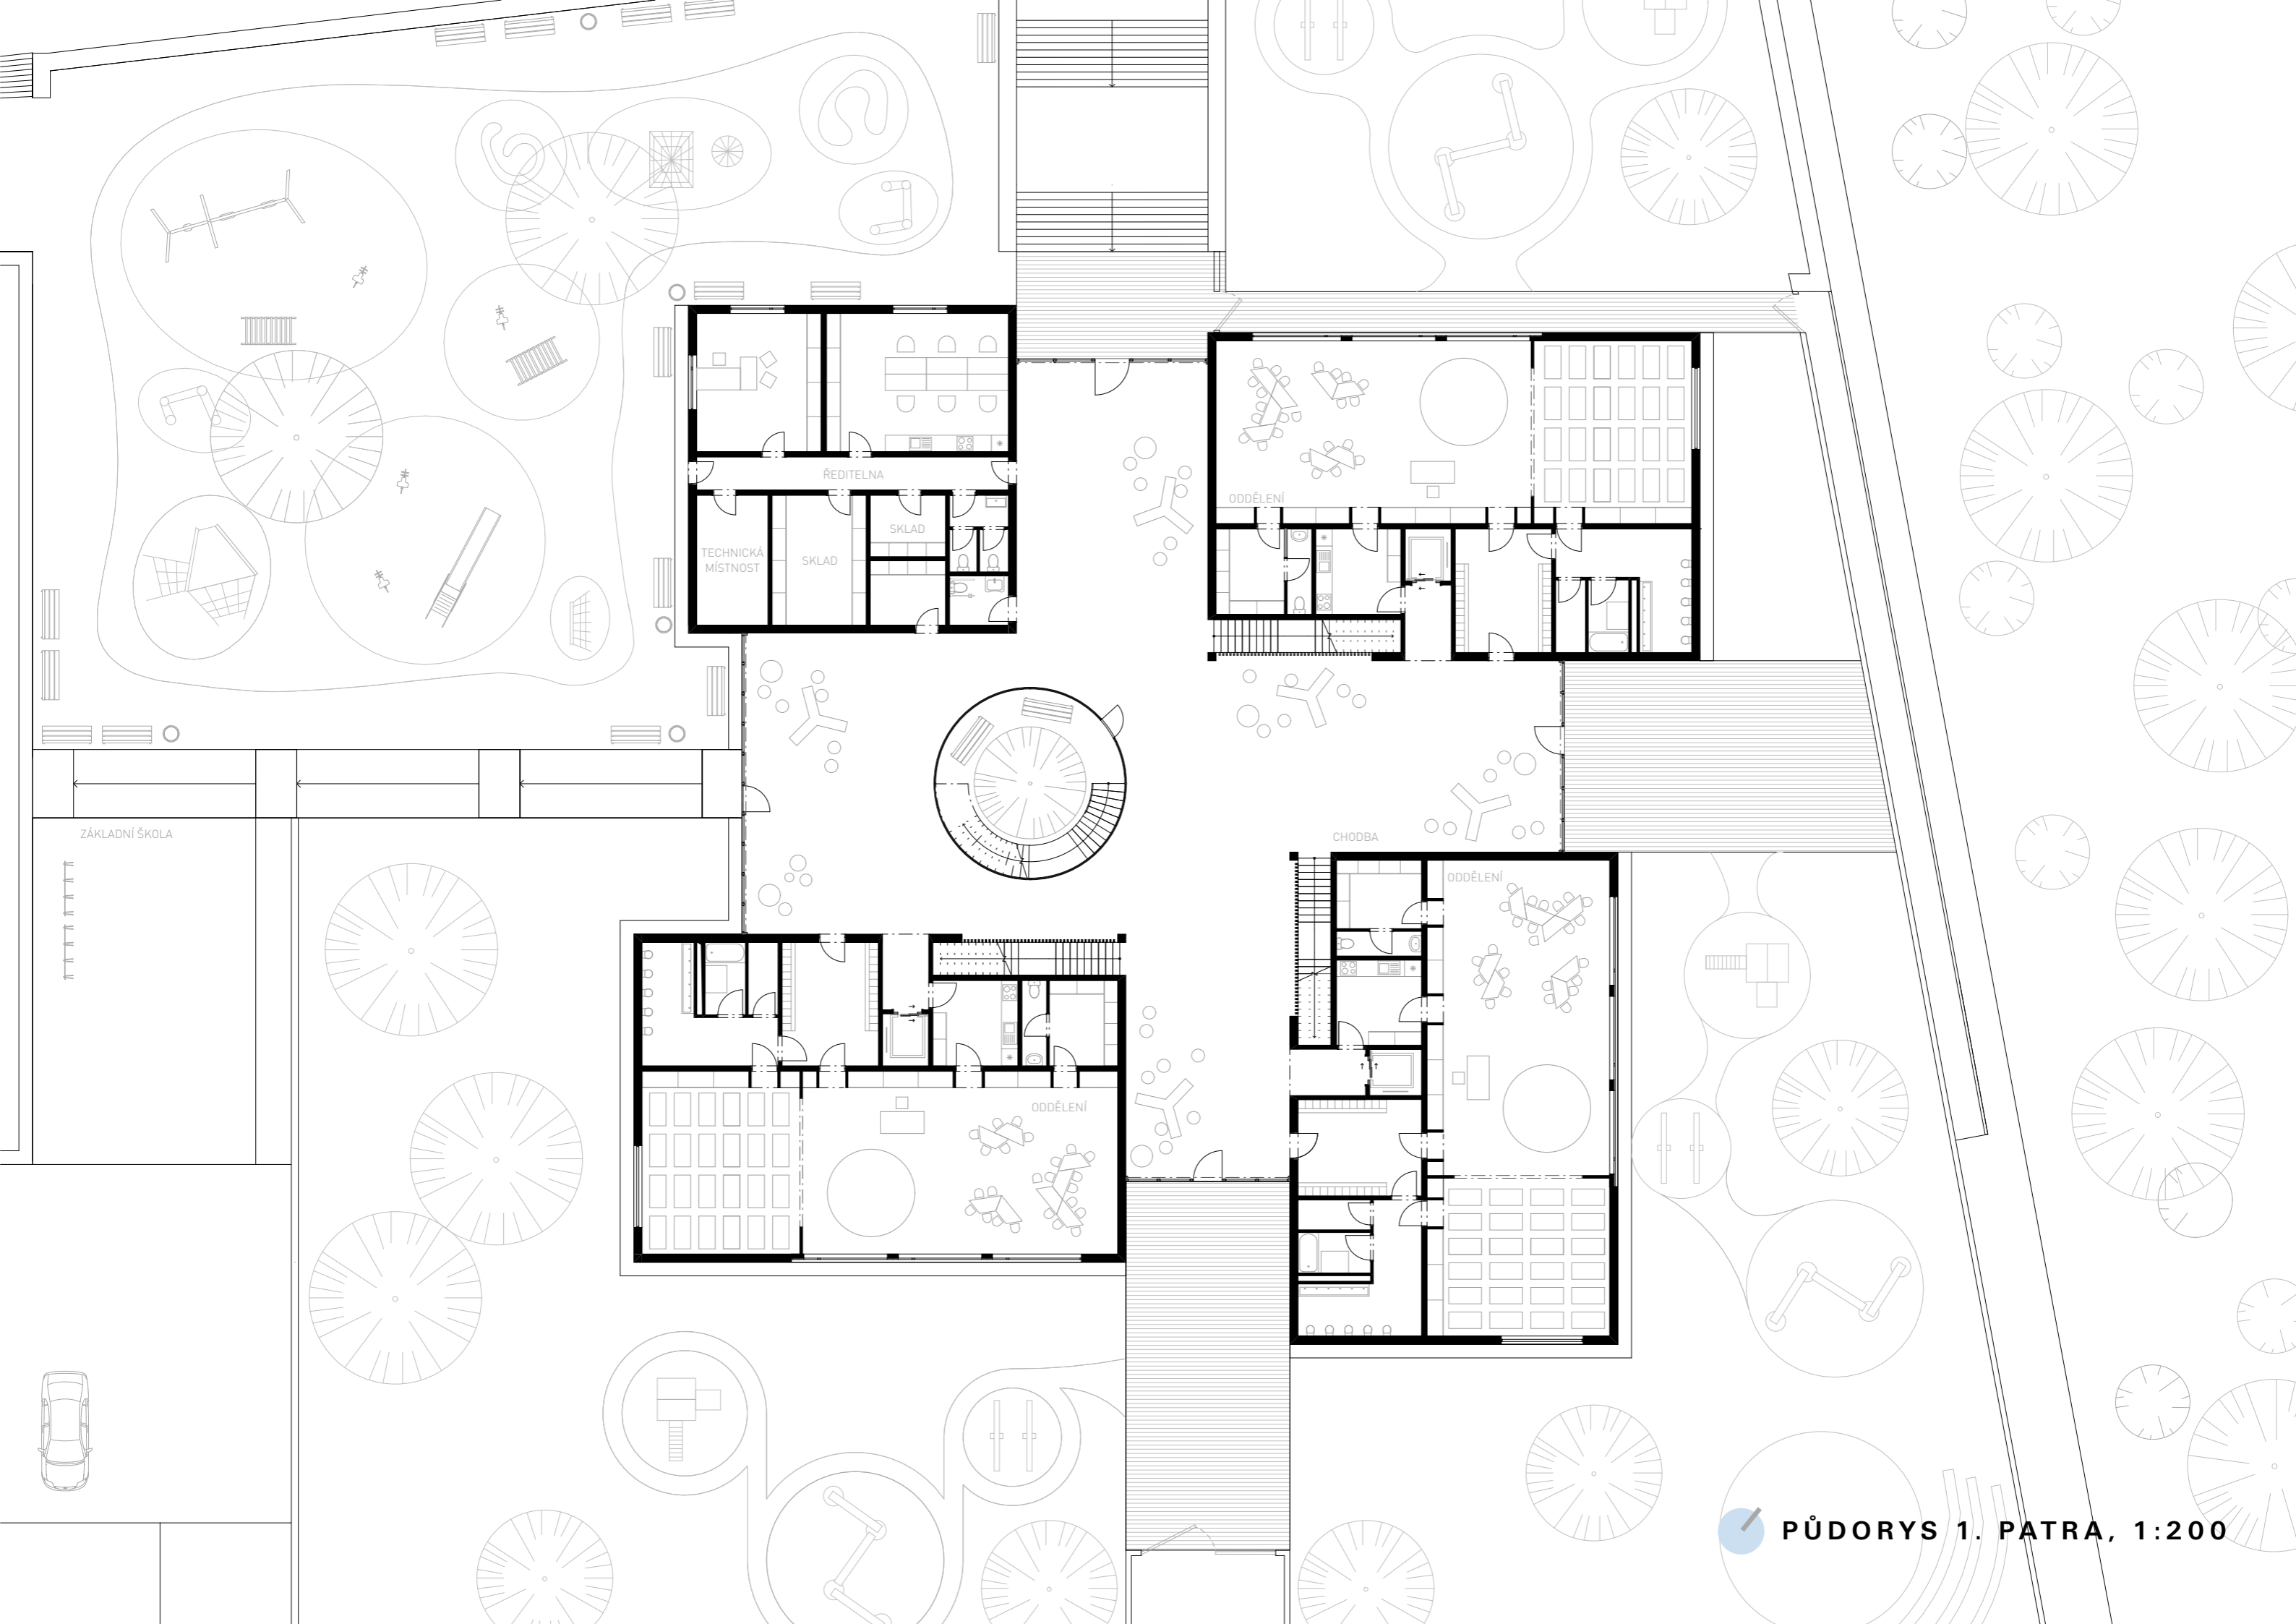 ŘEDITELNA
ODDĚLENÍ
SKLAD
TECHNICKÁ
MÍSTNOST
SKLAD
ZÁKLADNÍ ŠKOLA
CHODBA
ODDĚLENÍ
ODDĚLENÍ
PŮDORYS 1. PATRA, 1:200